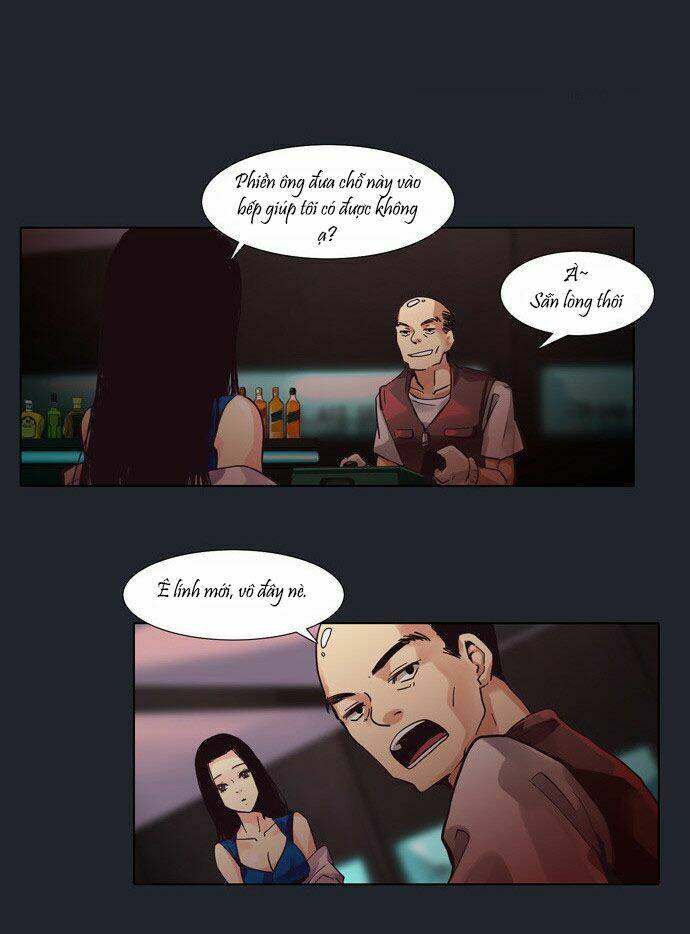 Phiền ông đưa chỗ này vào
bếp giúp tôi có được không
ạ?
À~
Sẵn lòng thôi
Ê lính mới, vô đây nè.